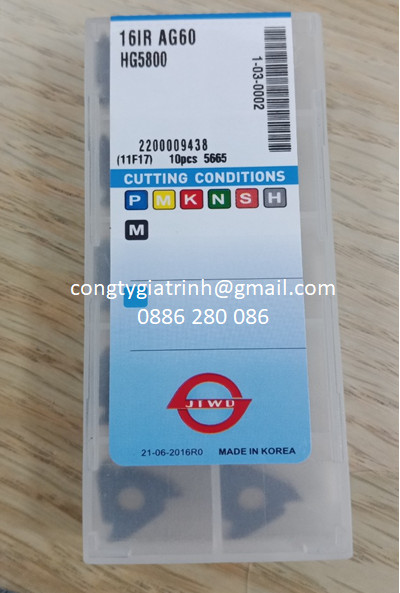 16IR AG60
HG5800
1-03-0002
2200009438
(11F17) 10pcs 5665
CUTTING CONDITIONS
P M K N S H
M
congtygiatrinh@gmail.com
0886 280 086
JIWD
21-06-2016R0 MADE IN KOREA